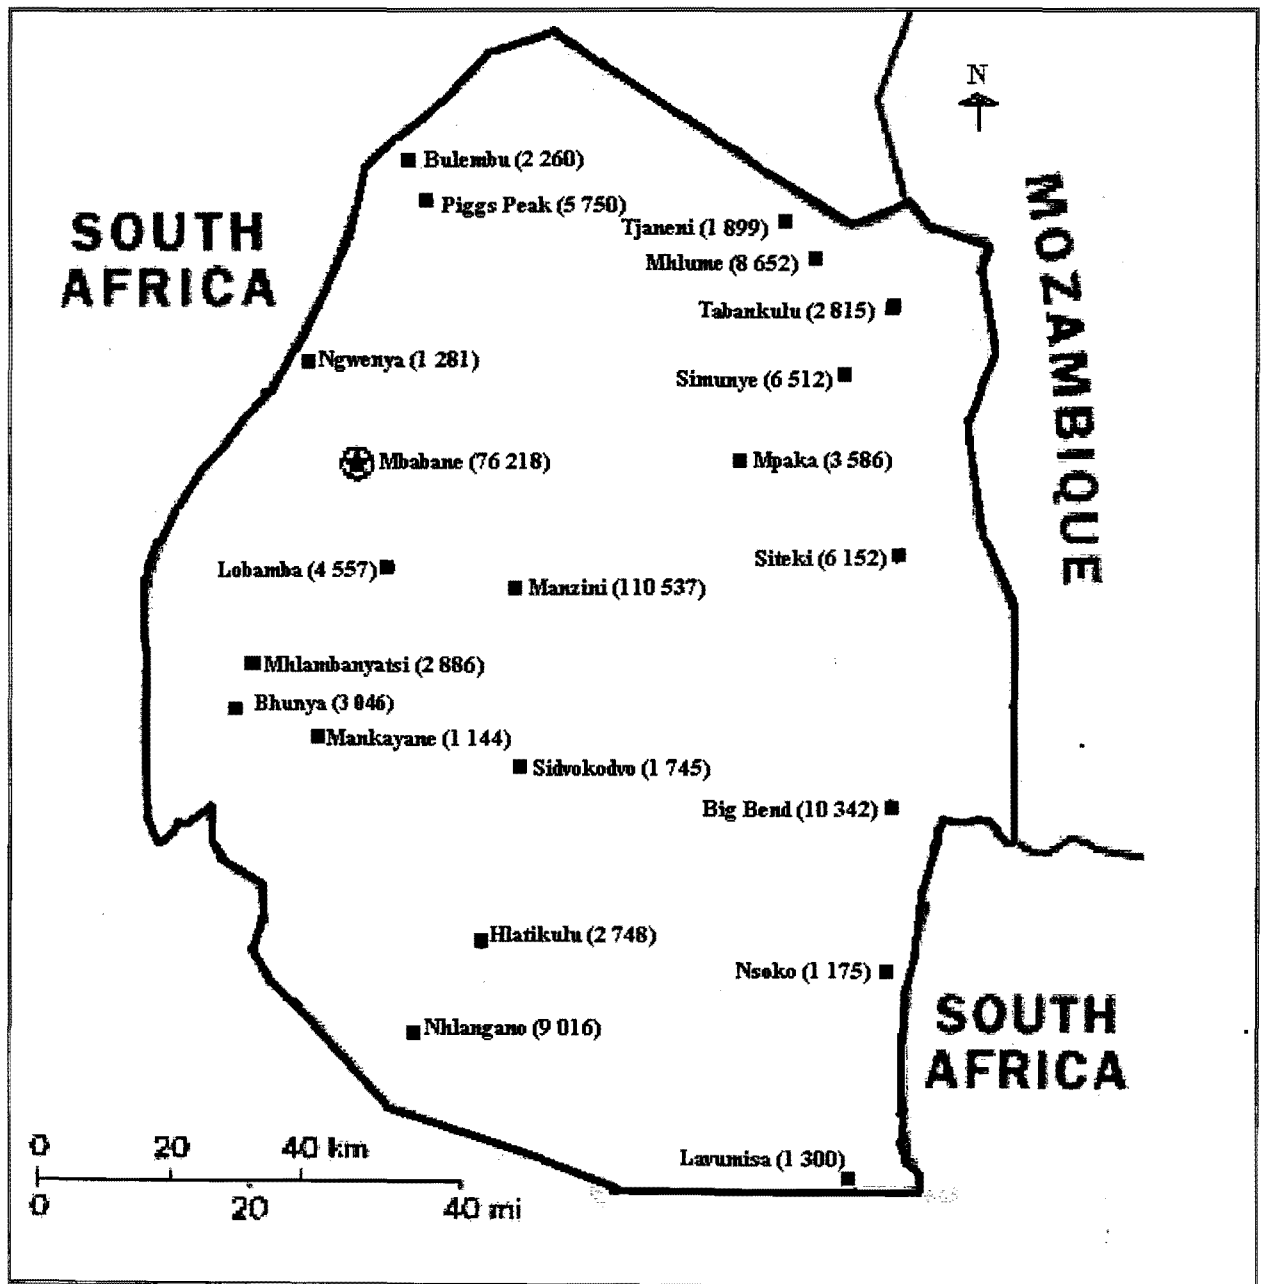 N
Bulembu (2 260)
Piggs Peak (5 750)
Tjaneni (1 899)
SOUTH
AFRICA
MOZAMBIQUE
Mhlume (8 652)
Tabankulu (2 815)
Ngwenya (1 281)
Simunye (6 512)
Mbabane (76 218)
Mpaka (3 586)
Siteki (6 152)
Lobamba (4 557)
Manzini (110 537)
Mhlambanyatsi (2 886)
Bhunya (3 046)
Mankayane (1 144)
Sidvokodvo (1 745)
Big Bend (10 342)
Hlatikulu (2 748)
Nsoko (1 175)
SOUTH
AFRICA
Nhlangano (9 016)
0 20 40 km
Lavumisa (1 300)
0 20 40 mi